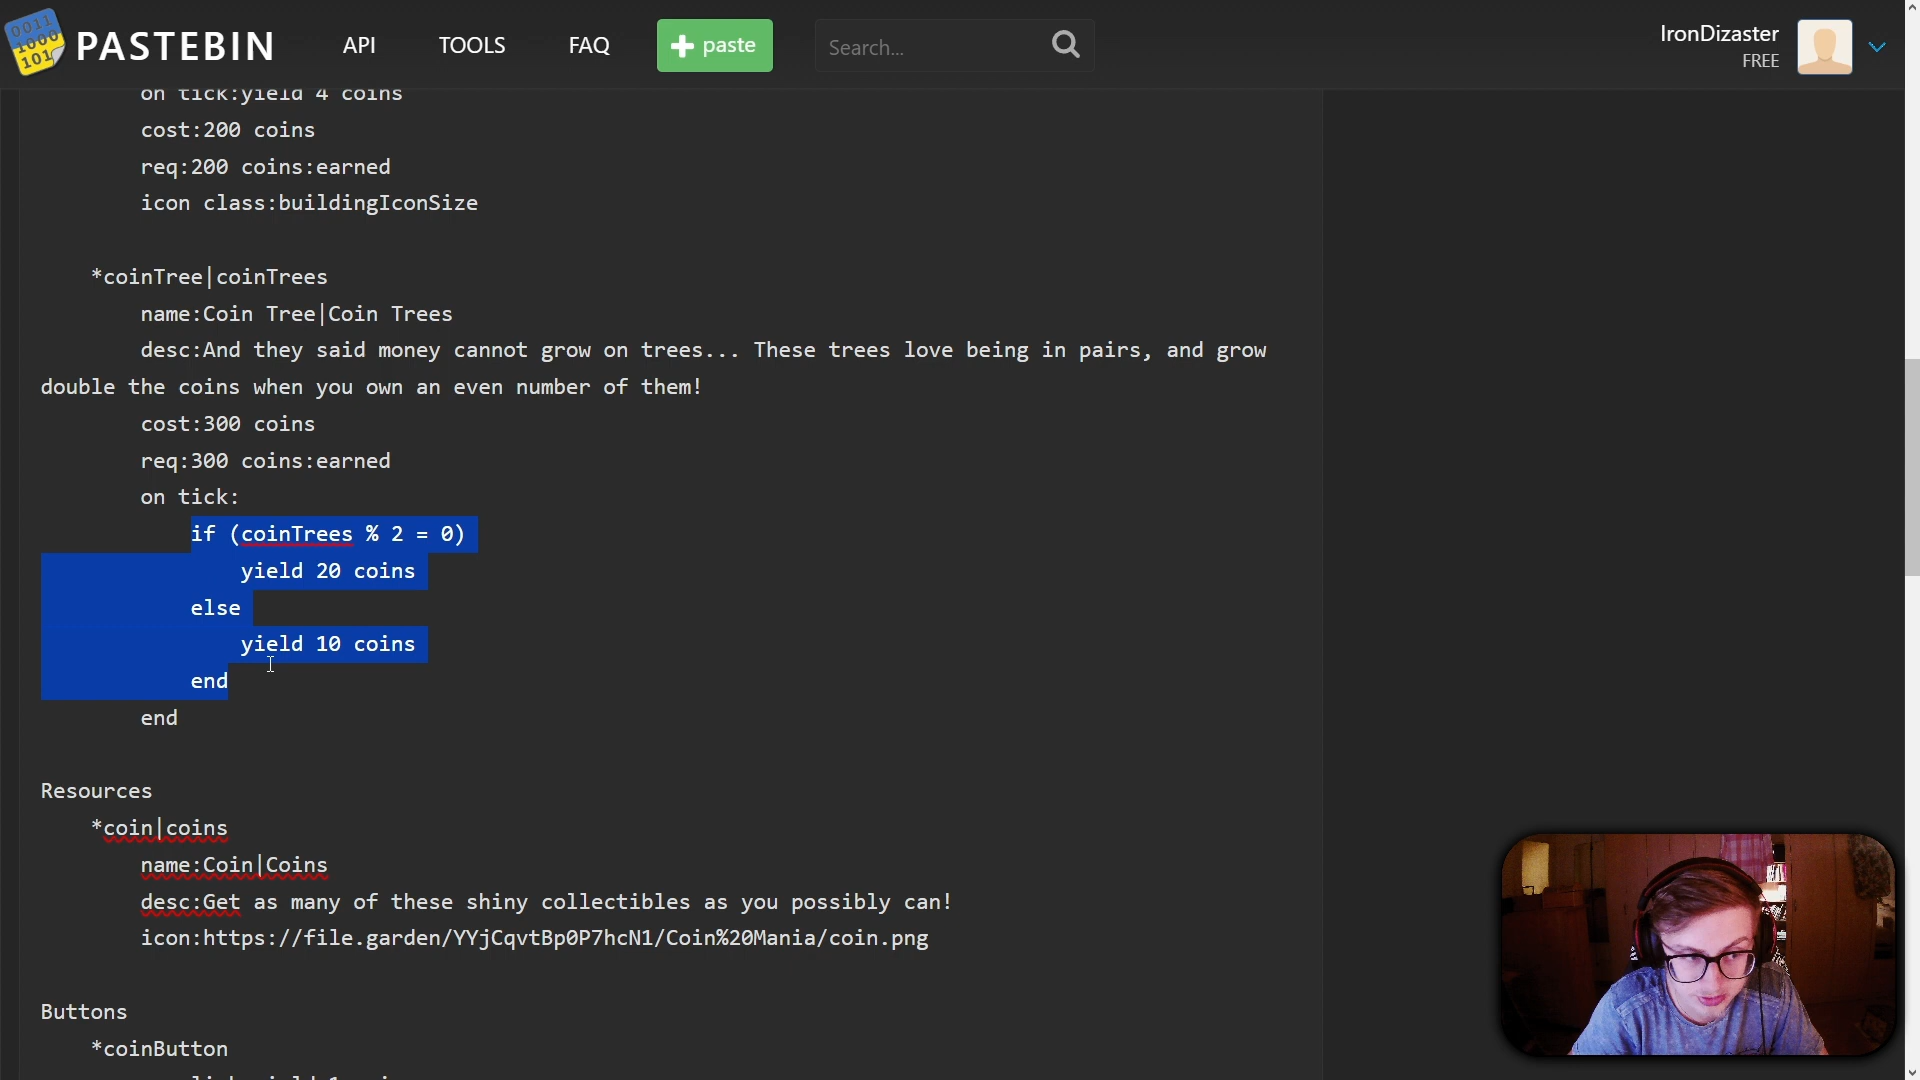 0011
1000
101
PASTEBIN API TOOLS FAQ paste Search... IronDizaster
FREE
on tick:yield 4 coins
cost:200 coins
req:200 coins:earned
icon class:buildingIconSize
*coinTree|coinTrees
name:Coin Tree|Coin Trees
desc:And they said money cannot grow on trees... These trees love being in pairs, and grow
double the coins when you own an even number of them!
cost:300 coins
req:300 coins:earned
on tick:
if (coinTrees % 2 = 0)
yield 20 coins
else
yield 10 coins
end
end
Resources
*coin|coins
name:Coin|Coins
desc:Get as many of these shiny collectibles as you possibly can!
icon:https://file.garden/YYjCqvtBp0P7hcN1/Coin%20Mania/coin.png
Buttons
*coinButton